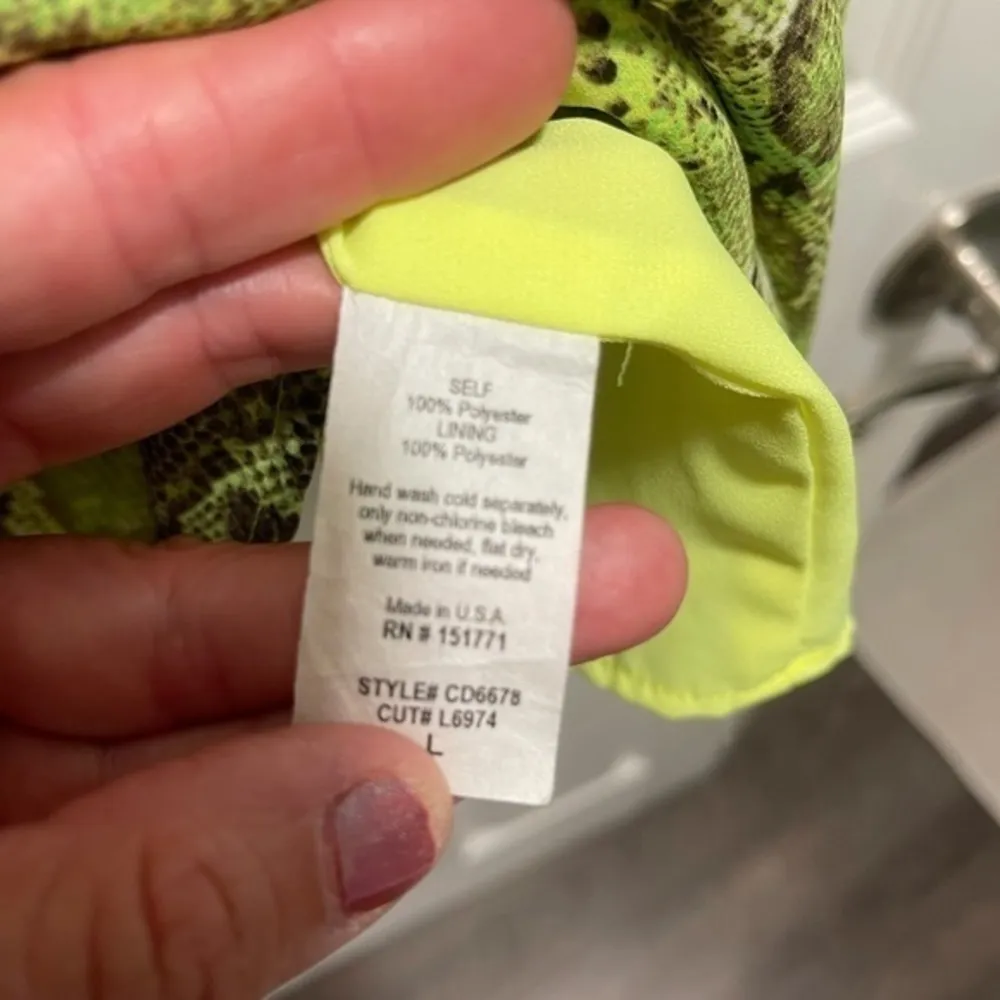 SELF
100% Polyester
LINING
100% Polyester
Hand wash cold separately,
only non-chlorine bleach
when needed, flat dry,
warm iron if needed
Made in U.S.A.
RN # 151771
STYLE# CD6678
CUT# L6974
L